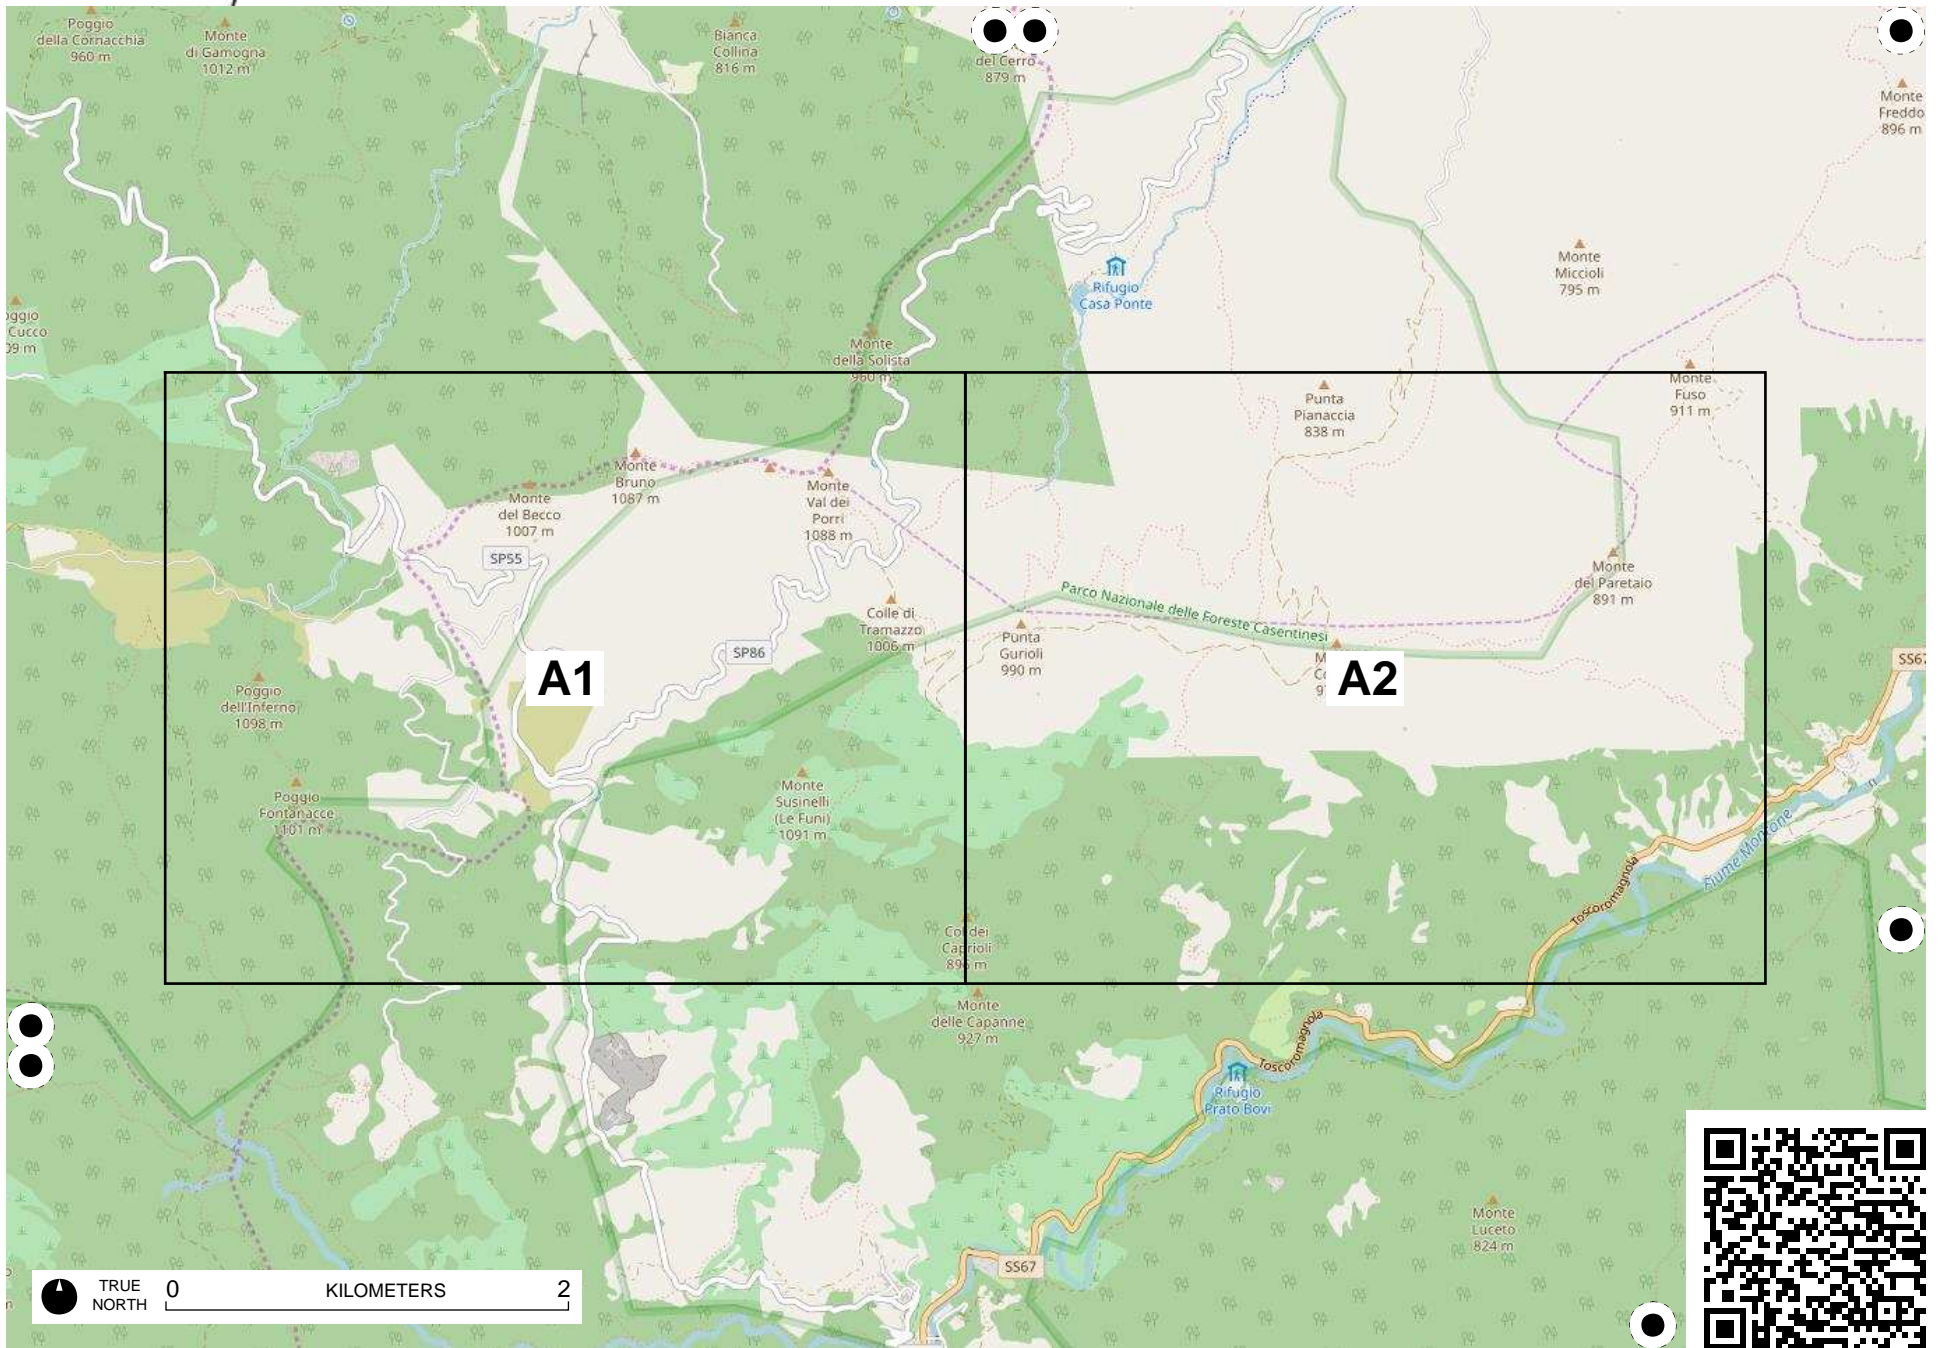 Poggio
della Cornacchia
960 m
Monte
di Gamogna
1012 m
Bianca
Collina
816 m
del Cerro
879 m
Monte
Freddo
896 m
Rifugio
Casa Ponte
Monte
Miccioli
795 m
Cucco
Monte
della Solista
960 m
Punta
Pianaccia
838 m
Monte
Fuso
911 m
Monte
Bruno
1087 m
Monte
del Becco
1007 m
Monte
Val dei
Porri
1088 m
SP55
Monte
del Paretaio
891 m
Parco Nazionale delle Foreste Casentinesi
Colle di
Tramazzo
1006 m
Punta
Gurioli
990 m
SP86
SS67
A1
A2
Poggio
dell'Inferno
1098 m
Poggio
Fontanacce
1101 m
Monte
Susinelli
(Le Funi)
1091 m
Fiume Montone
Toscoromagnola
Col dei
Caprioli
896 m
Monte
delle Capanne
927 m
Toscoromagnola
Rifugio
Prato Bovi
Monte
Luceto
824 m
SS67
TRUE
NORTH
0 KILOMETERS 2